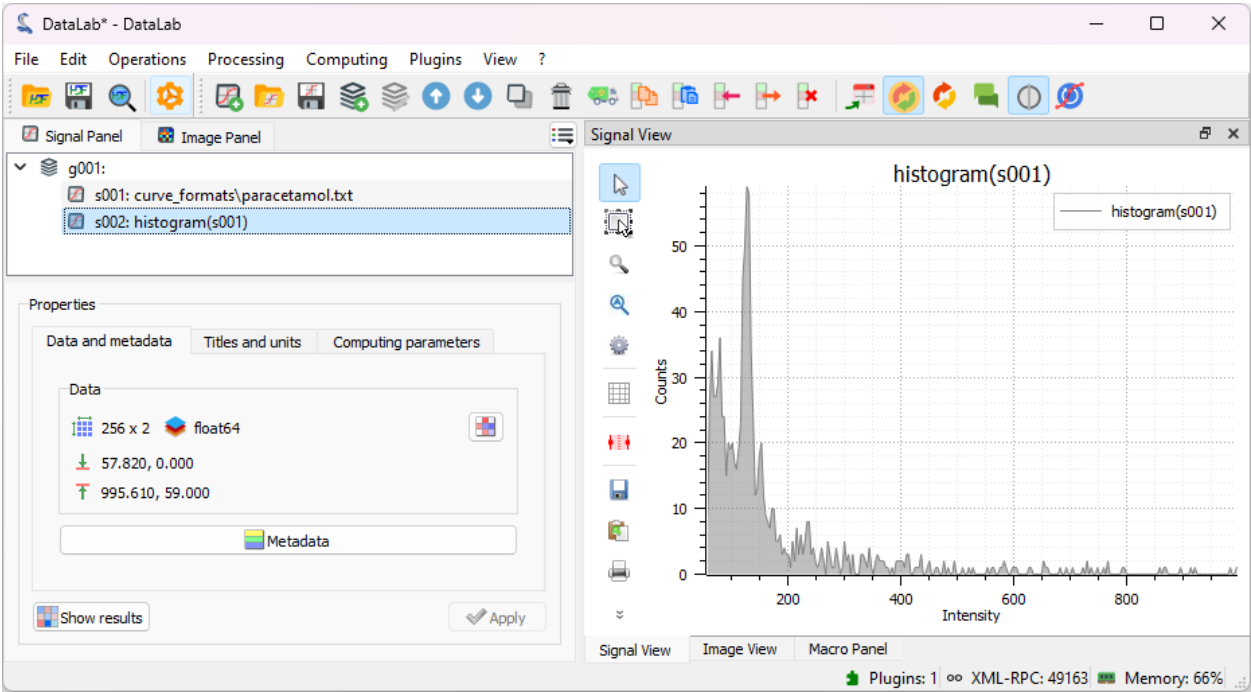 DataLab* - DataLab
File Edit Operations Processing Computing Plugins View ?
Signal Panel Image Panel
g001:
s001: curve_formats\paracetamol.txt
s002: histogram(s001)
Properties
Data and metadata Titles and units Computing parameters
Data
256 x 2 float64
57.820, 0.000
995.610, 59.000
Metadata
Show results Apply
Signal View
histogram(s001)
histogram(s001)
50
40
30
20
10
0
Counts
200 400 600 800
Intensity
Signal View Image View Macro Panel
Plugins: 1 XML-RPC: 49163 Memory: 66%